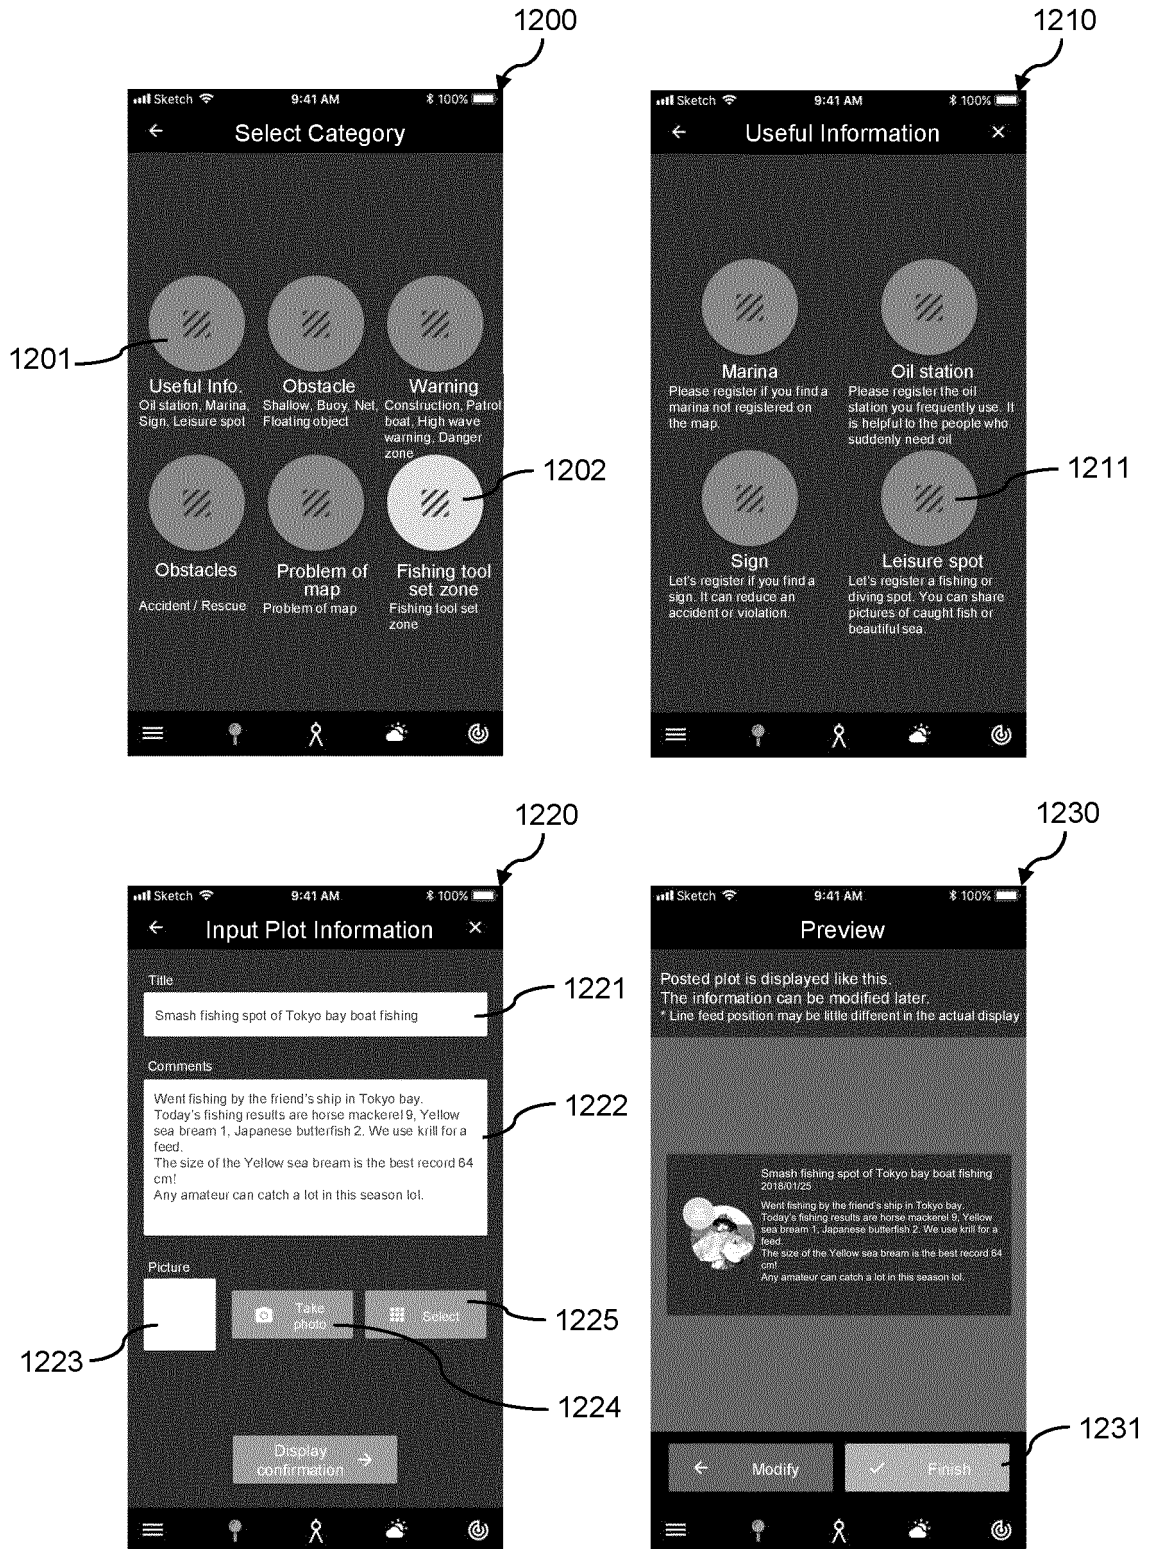 1200
Sketch 9:41 AM 100%
Select Category
1201
Useful Info.
Oil station, Marina,
Sign, Leisure spot
Obstacle
Shallow, Buoy, Net,
Floating object
Warning
Construction, Patrol
boat, High wave
warning, Danger
zone
1202
Obstacles
Accident / Rescue
Problem of
map
Problem of map
Fishing tool
set zone
Fishing tool set
zone
1210
Sketch 9:41 AM 100%
Useful Information
Marina
Please register if you find a
marina not registered on
the map.
Oil station
Please register the oil
station you frequently use. It
is helpful to the people who
suddenly need oil
1211
Sign
Let's register if you find a
sign. It can reduce an
accident or violation.
Leisure spot
Let's register a fishing or
diving spot. You can share
pictures of caught fish or
beautiful sea.
1220
Sketch 9:41 AM 100%
Input Plot Information
Title
Smash fishing spot of Tokyo bay boat fishing
1221
Comments
Went fishing by the friend's ship in Tokyo bay.
Today's fishing results are horse mackerel 9, Yellow
sea bream 1, Japanese butterfish 2. We use krill for a
feed.
The size of the Yellow sea bream is the best record 64
cm!
Any amateur can catch a lot in this season lol.
1222
Picture
1223
Take
photo
1224
Select
1225
Display
confirmation
1230
Sketch 9:41 AM 100%
Preview
Posted plot is displayed like this.
The information can be modified later.
* Line feed position may be little different in the actual display
Smash fishing spot of Tokyo bay boat fishing
2018/01/25
Went fishing by the friend's ship in Tokyo bay.
Today's fishing results are horse mackerel 9, Yellow
sea bream 1, Japanese butterfish 2. We use krill for a
feed.
The size of the Yellow sea bream is the best record 64
cm!
Any amateur can catch a lot in this season lol.
Modify
Finish
1231